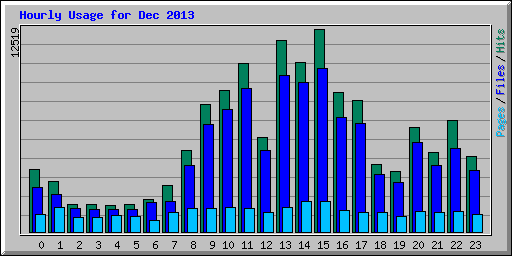 Hourly Usage for Dec 2013
12519
Pages / Files / Hits
0 1 2 3 4 5 6 7 8 9 10 11 12 13 14 15 16 17 18 19 20 21 22 23